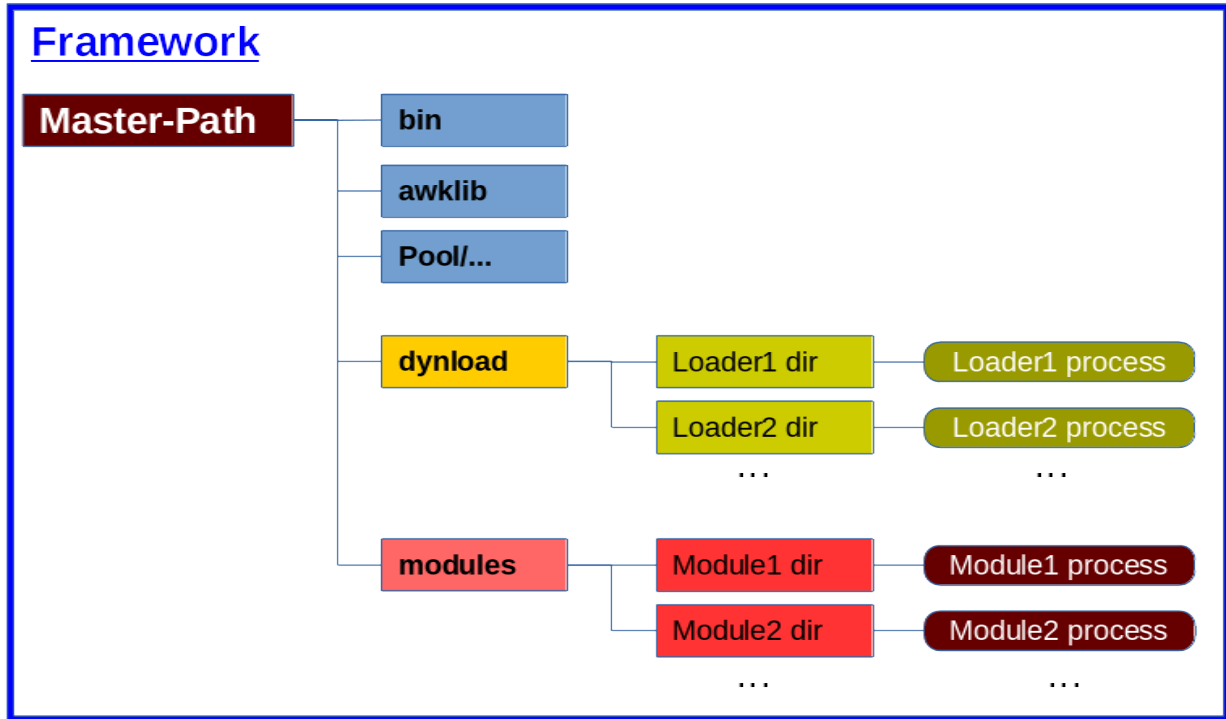 Framework
Master-Path
bin
awklib
Pool/...
dynload
Loader1 dir
Loader1 process
Loader2 dir
Loader2 process
...
...
modules
Module1 dir
Module1 process
Module2 dir
Module2 process
...
...